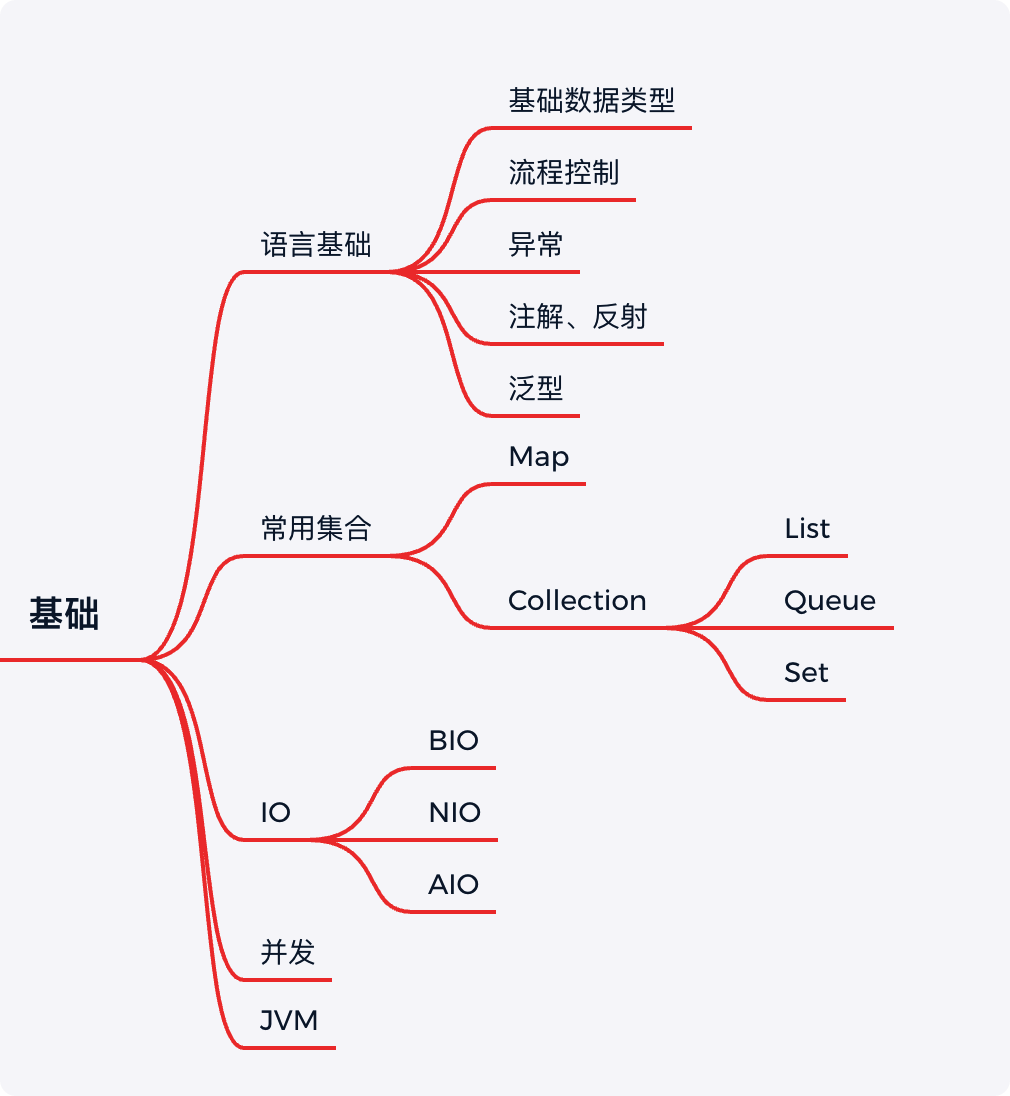 基础
语言基础
基础数据类型
流程控制
异常
注解、反射
泛型
常用集合
Map
Collection
List
Queue
Set
IO
BIO
NIO
AIO
并发
JVM